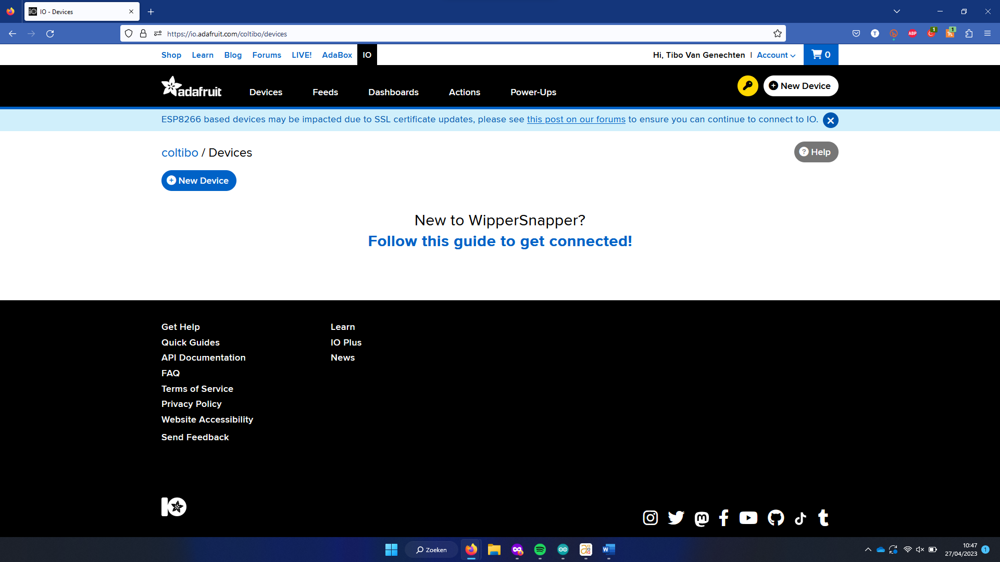 IO - Devices
https://io.adafruit.com/coltibo/devices
T
ABP
1
1
Shop Learn Blog Forums LIVE! AdaBox IO
Hi, Tibo Van Genechten | Account 0
adafruit Devices Feeds Dashboards Actions Power-Ups New Device
ESP8266 based devices may be impacted due to SSL certificate updates, please see this post on our forums to ensure you can continue to connect to IO.
coltibo / Devices
Help
New Device
New to WipperSnapper?
Follow this guide to get connected!
Get Help
Quick Guides
API Documentation
FAQ
Terms of Service
Privacy Policy
Website Accessibility
Send Feedback
Learn
IO Plus
News
IO
Zoeken
10:47
27/04/2023
1